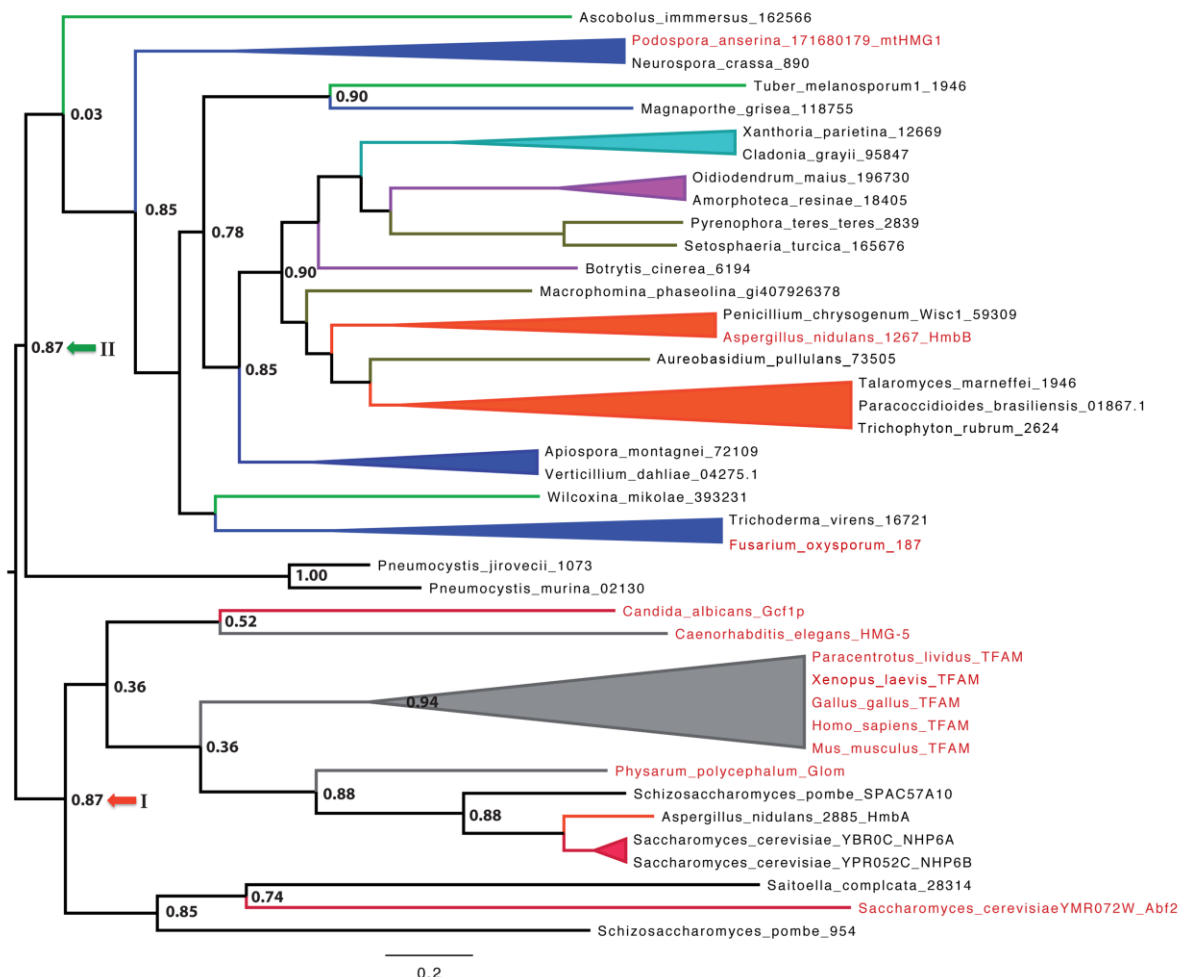 Ascobolus_immmersus_162566
Podospora_anserina_171680179_mtHMG1
Neurospora_crassa_890
Tuber_melanosporum1_1946
0.90
Magnaporthe_grisea_118755
0.03
Xanthoria_parietina_12669
Cladonia_grayii_95847
Oidiodendrum_maius_196730
Amorphoteca_resinae_18405
0.85
Pyrenophora_teres_teres_2839
0.78
Setosphaeria_turcica_165676
0.90
Botrytis_cinerea_6194
Macrophomina_phaseolina_gi407926378
Penicillium_chrysogenum_Wisc1_59309
Aspergillus_nidulans_1267_HmbB
0.87 II
Aureobasidium_pullulans_73505
0.85
Talaromyces_marneffei_1946
Paracoccidioides_brasiliensis_01867.1
Trichophyton_rubrum_2624
Apiospora_montagnei_72109
Verticillium_dahliae_04275.1
Wilcoxina_mikolae_393231
Trichoderma_virens_16721
Fusarium_oxysporum_187
Pneumocystis_jirovecii_1073
1.00
Pneumocystis_murina_02130
Candida_albicans_Gcf1p
0.52
Caenorhabditis_elegans_HMG-5
Paracentrotus_lividus_TFAM
Xenopus_laevis_TFAM
0.36
0.94
Gallus_gallus_TFAM
Homo_sapiens_TFAM
0.36
Mus_musculus_TFAM
Physarum_polycephalum_Glom
0.88
Schizosaccharomyces_pombe_SPAC57A10
0.87 I
0.88
Aspergillus_nidulans_2885_HmbA
Saccharomyces_cerevisiae_YBR0C_NHP6A
Saccharomyces_cerevisiae_YPR052C_NHP6B
Saitoella_complcata_28314
0.74
0.85
Saccharomyces_cerevisiaeYMR072W_Abf2
Schizosaccharomyces_pombe_954
0.2